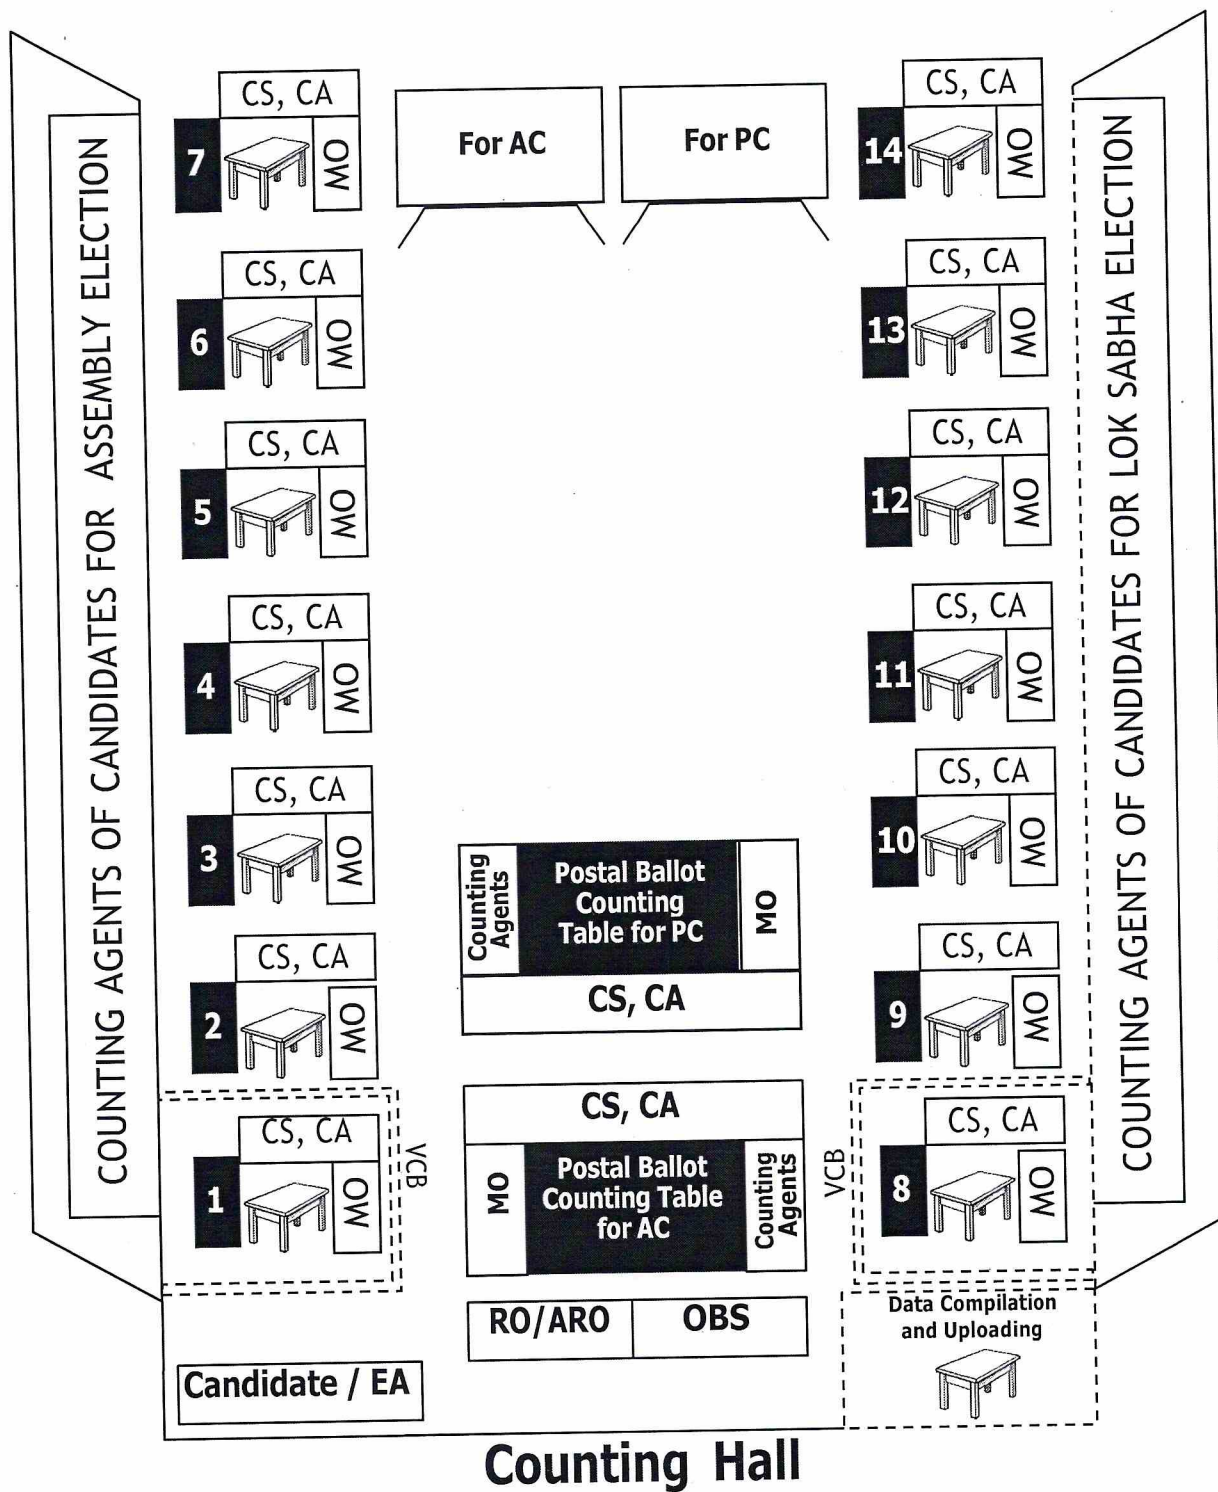 COUNTING AGENTS OF CANDIDATES FOR ASSEMBLY ELECTION
CS, CA
7
MO
CS, CA
6
MO
CS, CA
5
MO
CS, CA
4
MO
CS, CA
3
MO
CS, CA
2
MO
CS, CA
1
MO
VCB
For AC
For PC
Counting
Agents
Postal Ballot
Counting
Table for PC
MO
CS, CA
CS, CA
MO
Postal Ballot
Counting Table
for AC
Counting
Agents
RO/ARO
OBS
Candidate / EA
CS, CA
14
MO
CS, CA
13
MO
CS, CA
12
MO
CS, CA
11
MO
CS, CA
10
MO
CS, CA
9
MO
VCB
CS, CA
8
MO
Data Compilation
and Uploading
COUNTING AGENTS OF CANDIDATES FOR LOK SABHA ELECTION
Counting Hall